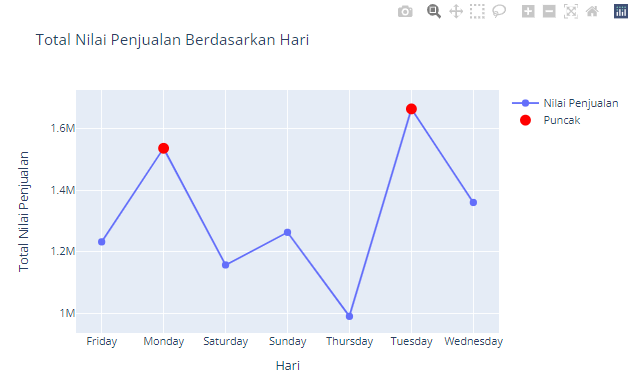 Total Nilai Penjualan Berdasarkan Hari
Nilai Penjualan
Puncak
Total Nilai Penjualan
1.6M
1.4M
1.2M
1M
Friday
Monday
Saturday
Sunday
Thursday
Tuesday
Wednesday
Hari